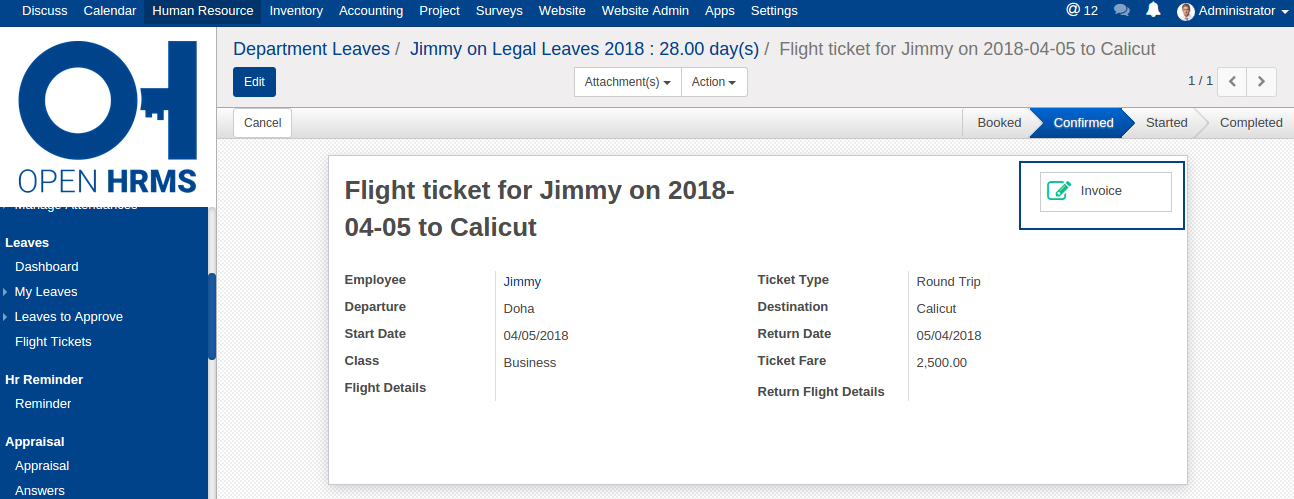 Discuss Calendar Human Resource Inventory Accounting Project Surveys Website Website Admin Apps Settings @ 12 Administrator
OPEN HRMS
Manage Attendances
Leaves
Dashboard
My Leaves
Leaves to Approve
Flight Tickets
Hr Reminder
Reminder
Appraisal
Appraisal
Answers
Department Leaves / Jimmy on Legal Leaves 2018 : 28.00 day(s) / Flight ticket for Jimmy on 2018-04-05 to Calicut
Edit Attachment(s) Action 1 / 1
Cancel Booked Confirmed Started Completed
Invoice
Flight ticket for Jimmy on 2018-
04-05 to Calicut
Employee Jimmy Ticket Type Round Trip
Departure Doha Destination Calicut
Start Date 04/05/2018 Return Date 05/04/2018
Class Business Ticket Fare 2,500.00
Flight Details Return Flight Details